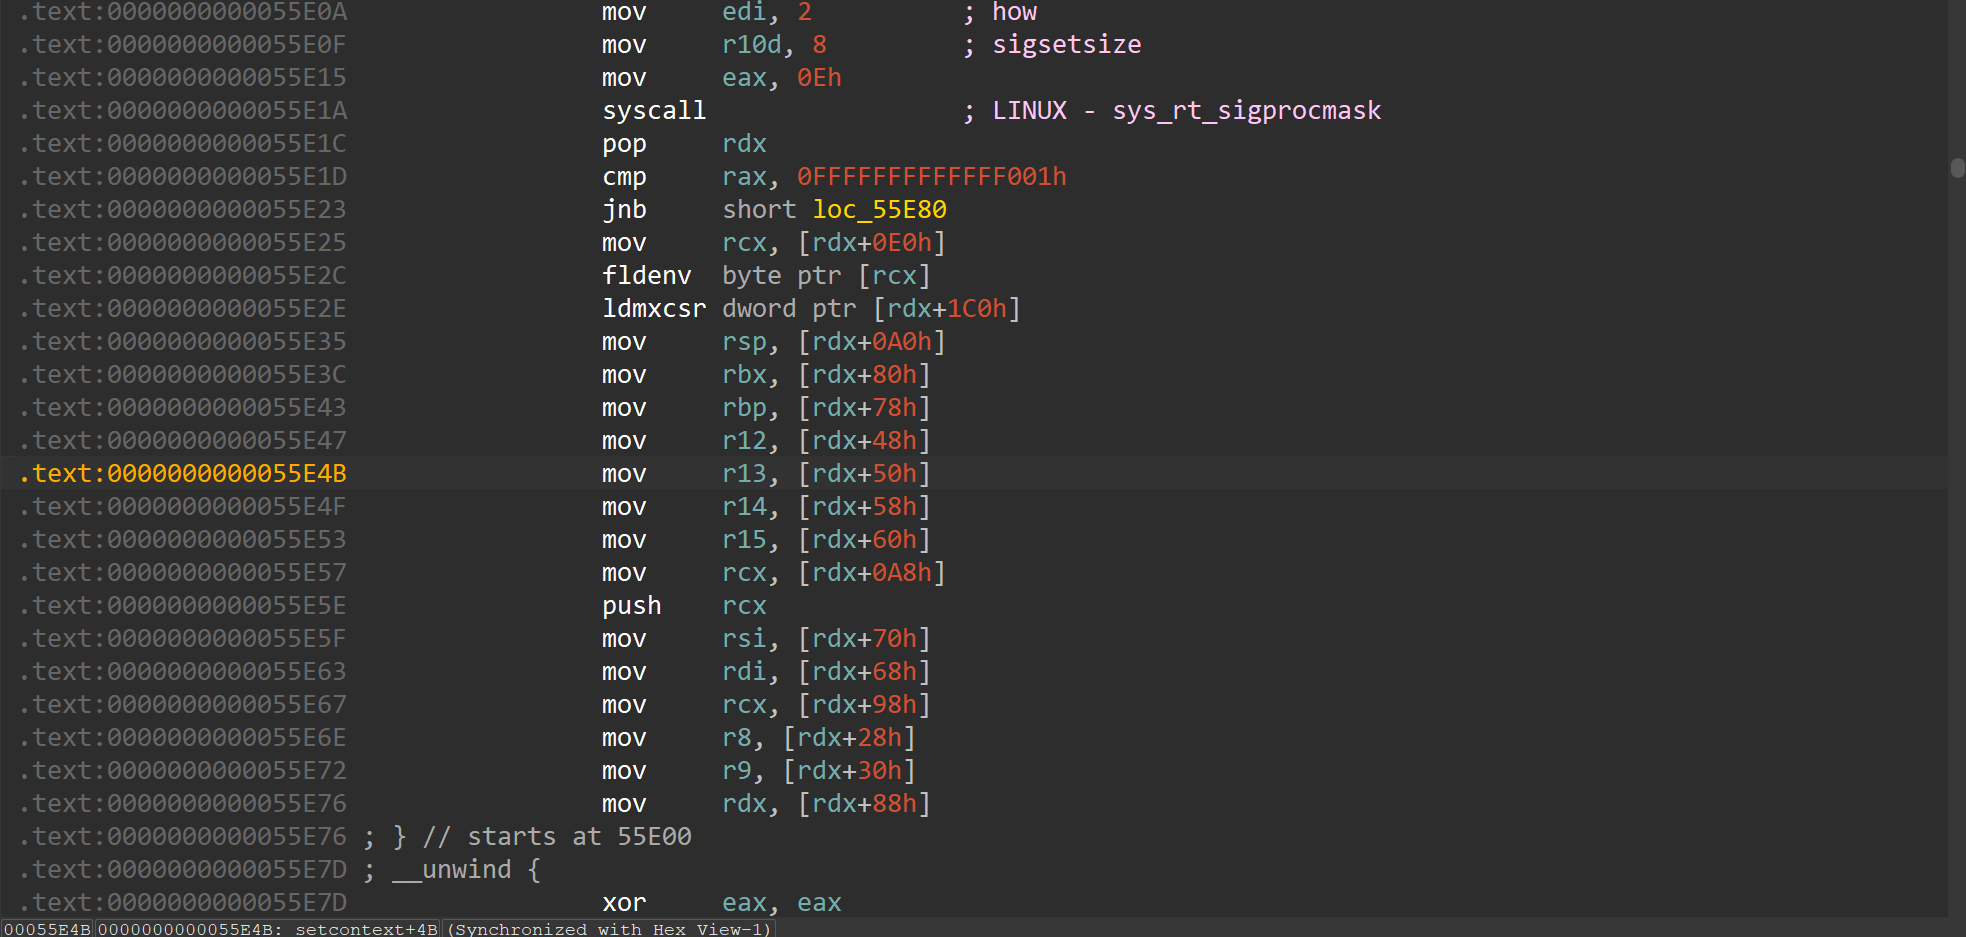 .text:0000000000055E0A mov edi, 2 ; how
.text:0000000000055E0F mov r10d, 8 ; sigsetsize
.text:0000000000055E15 mov eax, 0Eh
.text:0000000000055E1A syscall ; LINUX - sys_rt_sigprocmask
.text:0000000000055E1C pop rdx
.text:0000000000055E1D cmp rax, 0FFFFFFFFFFFFF001h
.text:0000000000055E23 jnb short loc_55E80
.text:0000000000055E25 mov rcx, [rdx+0E0h]
.text:0000000000055E2C fldenv byte ptr [rcx]
.text:0000000000055E2E ldmxcsr dword ptr [rdx+1C0h]
.text:0000000000055E35 mov rsp, [rdx+0A0h]
.text:0000000000055E3C mov rbx, [rdx+80h]
.text:0000000000055E43 mov rbp, [rdx+78h]
.text:0000000000055E47 mov r12, [rdx+48h]
.text:0000000000055E4B mov r13, [rdx+50h]
.text:0000000000055E4F mov r14, [rdx+58h]
.text:0000000000055E53 mov r15, [rdx+60h]
.text:0000000000055E57 mov rcx, [rdx+0A8h]
.text:0000000000055E5E push rcx
.text:0000000000055E5F mov rsi, [rdx+70h]
.text:0000000000055E63 mov rdi, [rdx+68h]
.text:0000000000055E67 mov rcx, [rdx+98h]
.text:0000000000055E6E mov r8, [rdx+28h]
.text:0000000000055E72 mov r9, [rdx+30h]
.text:0000000000055E76 mov rdx, [rdx+88h]
.text:0000000000055E76 ; } // starts at 55E00
.text:0000000000055E7D ; __unwind {
.text:0000000000055E7D xor eax, eax
00055E4B 0000000000055E4B: setcontext+4B (Synchronized with Hex View-1)